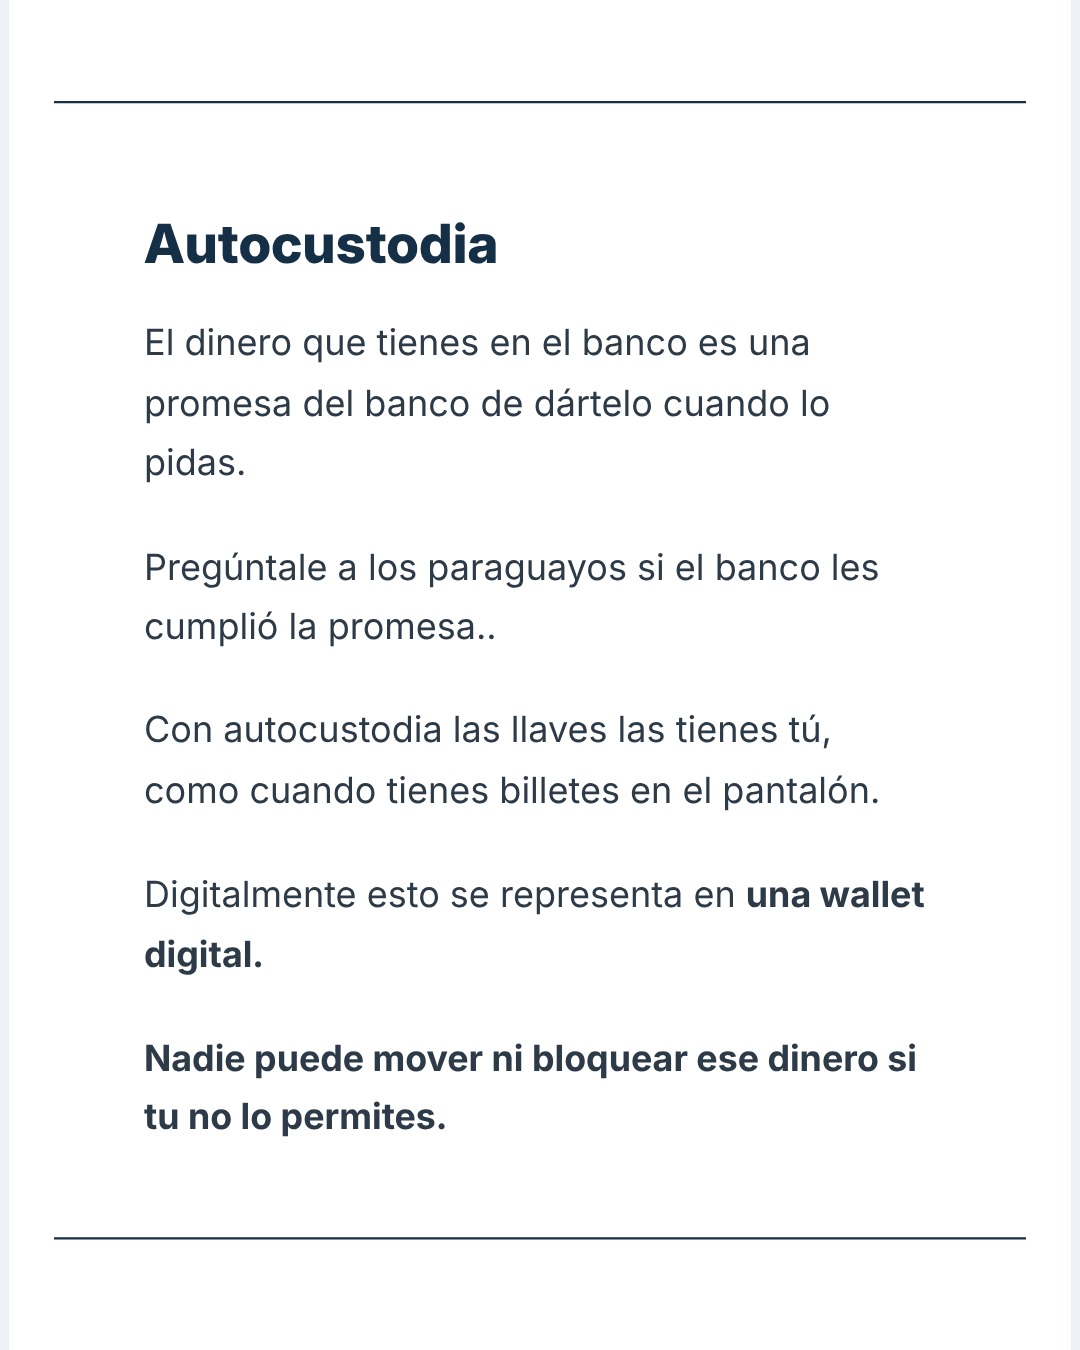 Autocustodia
El dinero que tienes en el banco es una
promesa del banco de dártelo cuando lo
pidas.
Pregúntale a los paraguayos si el banco les
cumplió la promesa..
Con autocustodia las llaves las tienes tú,
como cuando tienes billetes en el pantalón.
Digitalmente esto se representa en una wallet
digital.
Nadie puede mover ni bloquear ese dinero si
tu no lo permites.